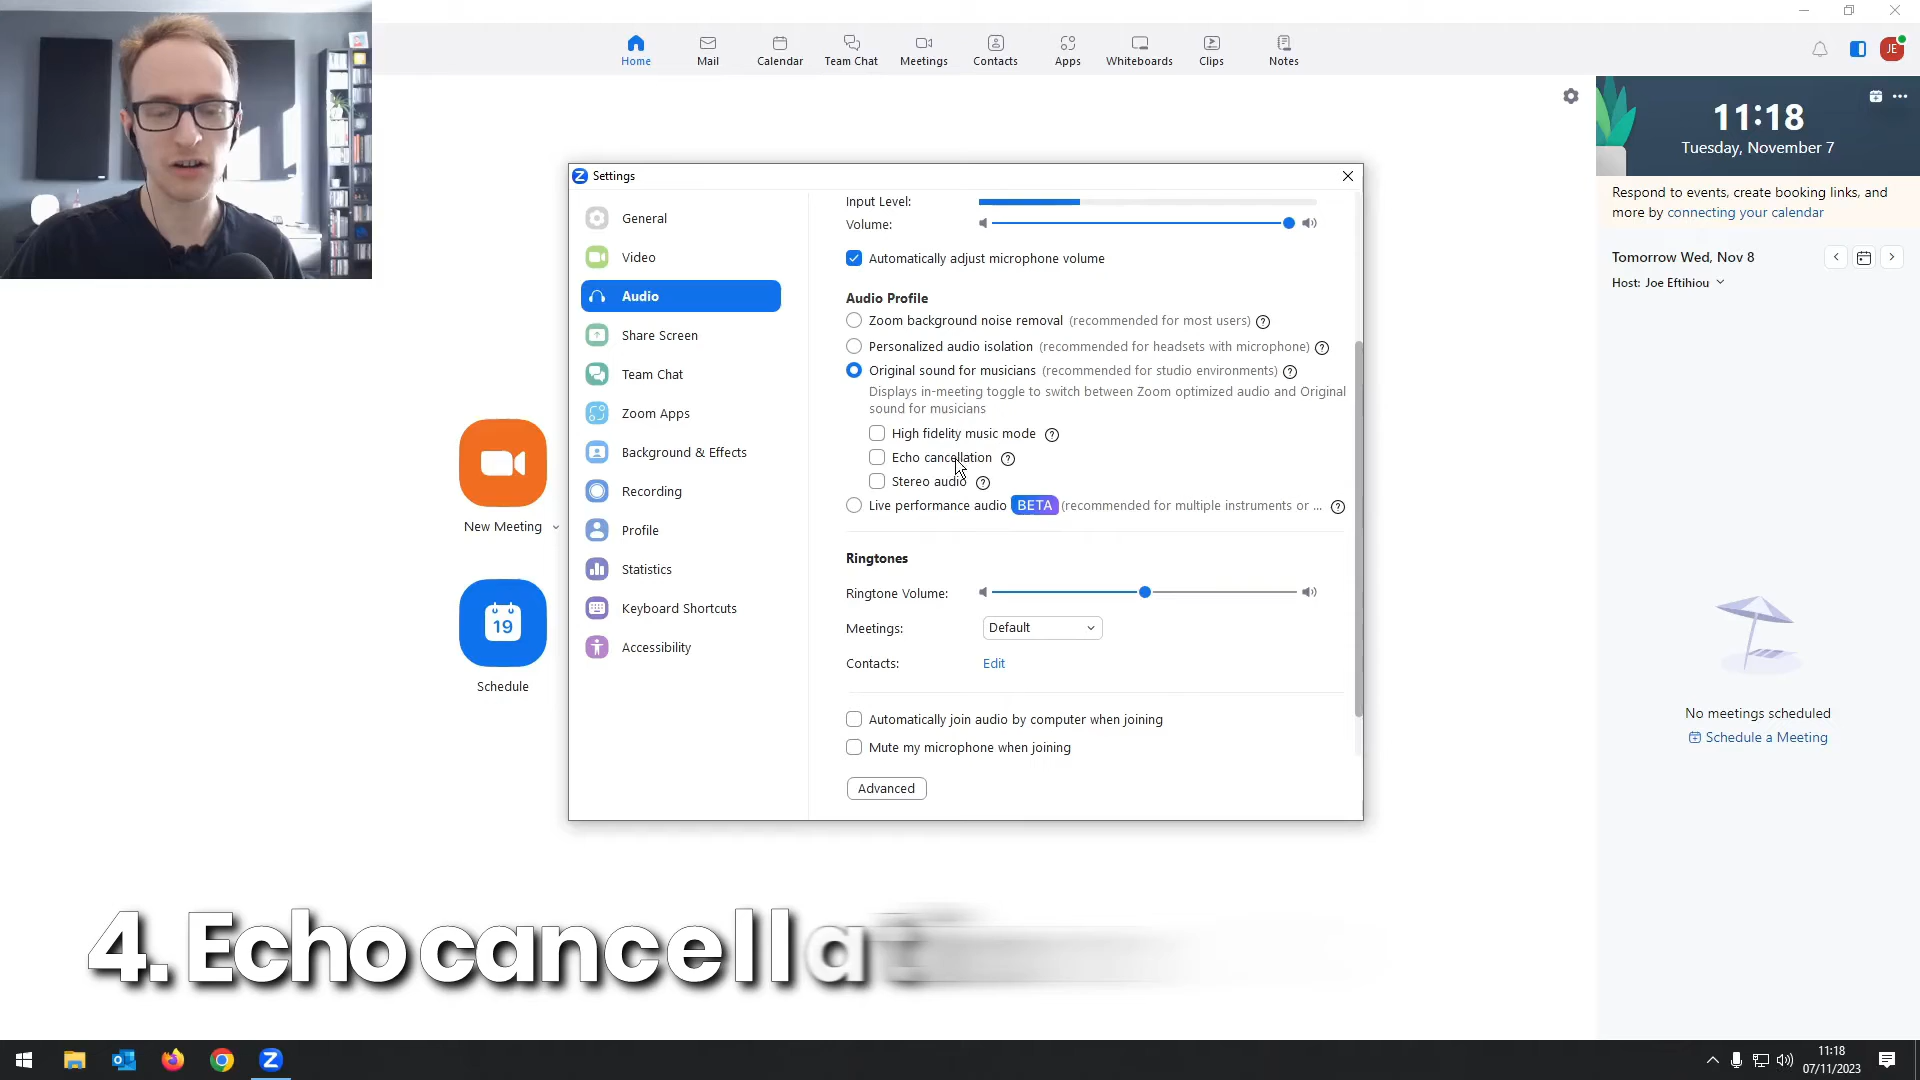 Home
Mail
Calendar
Team Chat
Meetings
Contacts
Apps
Whiteboards
Clips
Notes
JE
11:18
Tuesday, November 7
Respond to events, create booking links, and
more by connecting your calendar
Tomorrow Wed, Nov 8
Host: Joe Eftihiou
No meetings scheduled
Schedule a Meeting
New Meeting
19
Schedule
Z Settings
General
Video
Audio
Share Screen
Team Chat
Zoom Apps
Background & Effects
Recording
Profile
Statistics
Keyboard Shortcuts
Accessibility
Input Level:
Volume:
Automatically adjust microphone volume
Audio Profile
Zoom background noise removal (recommended for most users) ?
Personalized audio isolation (recommended for headsets with microphone) ?
Original sound for musicians (recommended for studio environments) ?
Displays in-meeting toggle to switch between Zoom optimized audio and Original
sound for musicians
High fidelity music mode ?
Echo cancellation ?
Stereo audio ?
Live performance audio BETA (recommended for multiple instruments or ... ?
Ringtones
Ringtone Volume:
Meetings: Default
Contacts: Edit
Automatically join audio by computer when joining
Mute my microphone when joining
Advanced
4. Echo cancella
Z
11:18
07/11/2023